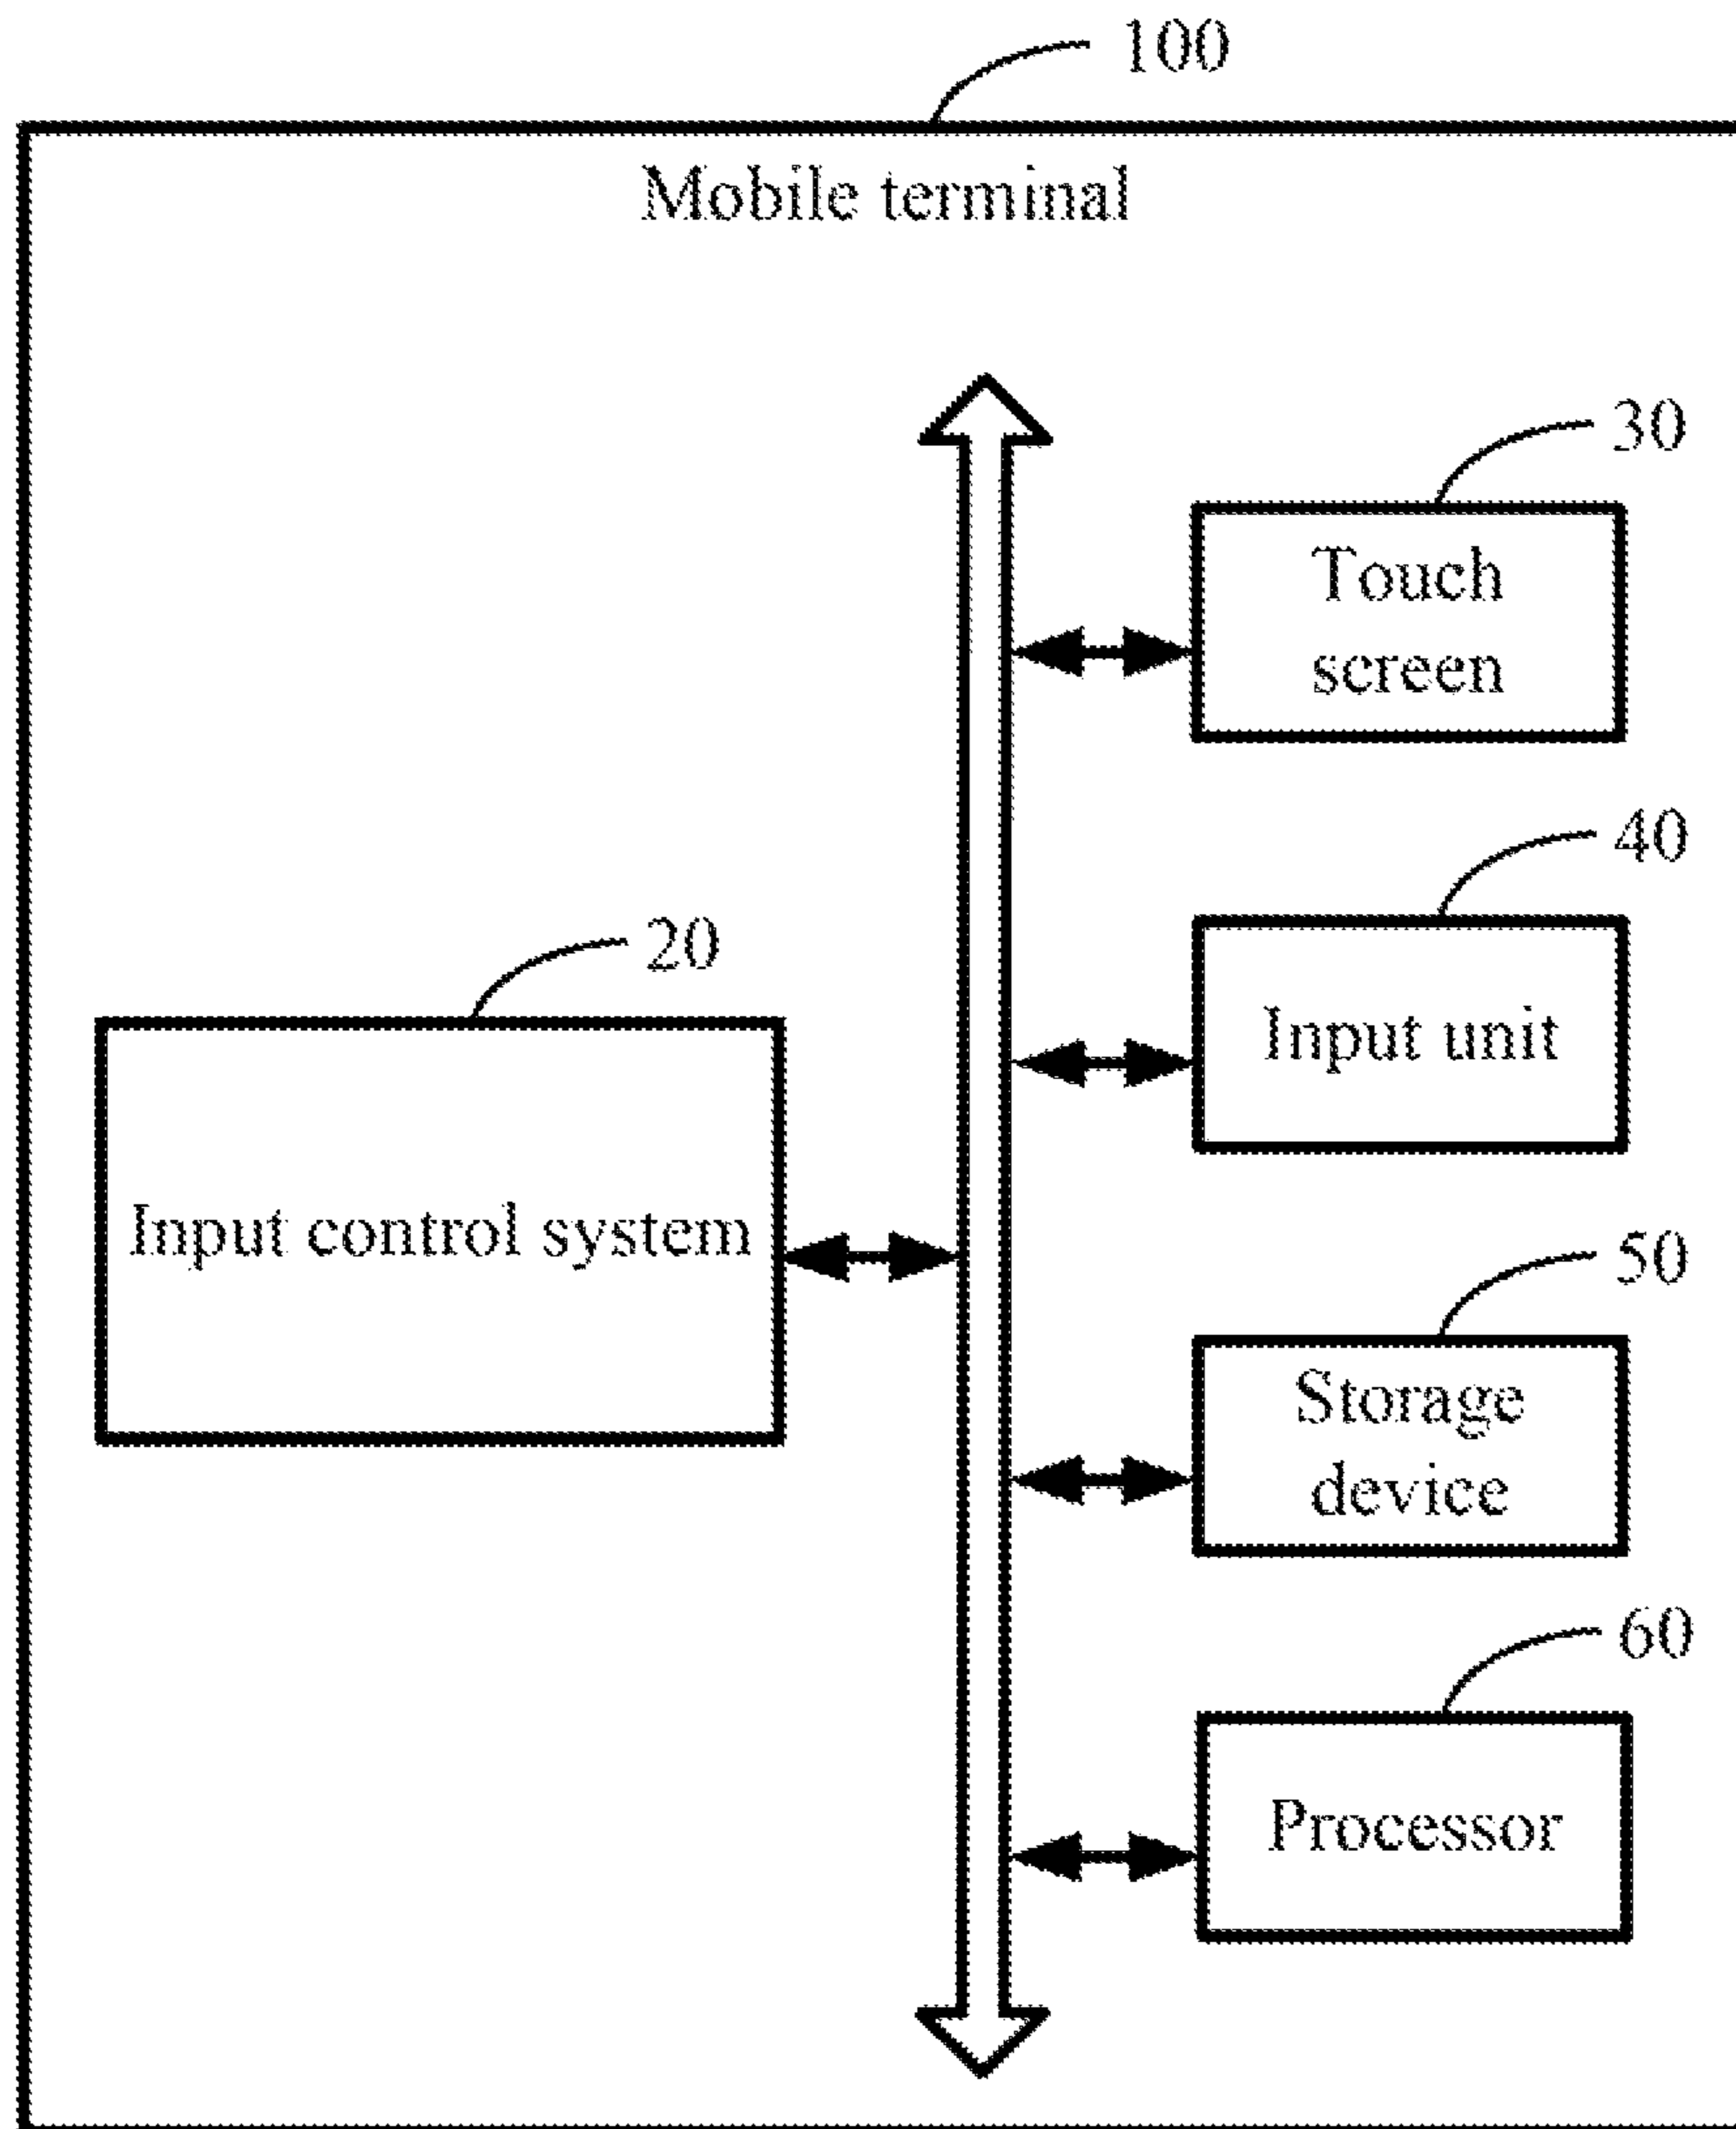 100
Mobile terminal
30
Touch
screen
40
Input unit
20
Input control system
50
Storage
device
60
Processor